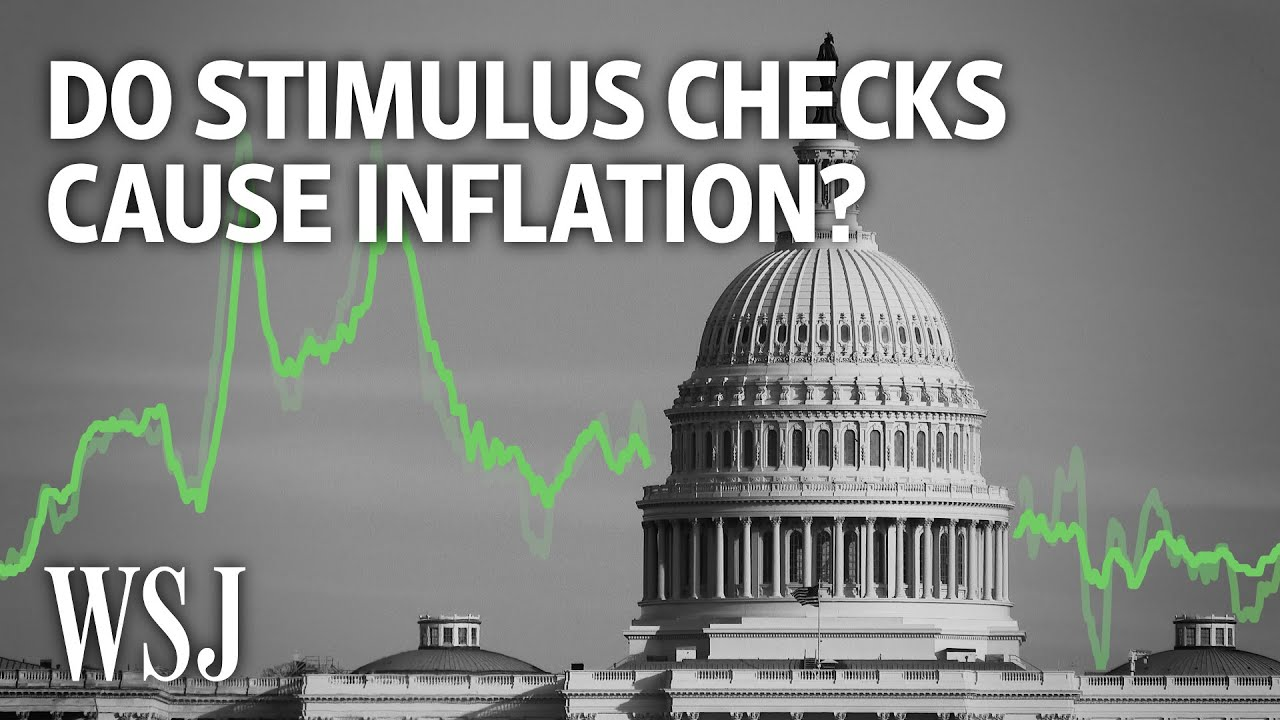 DO STIMULUS CHECKS
CAUSE INFLATION?
WSJ